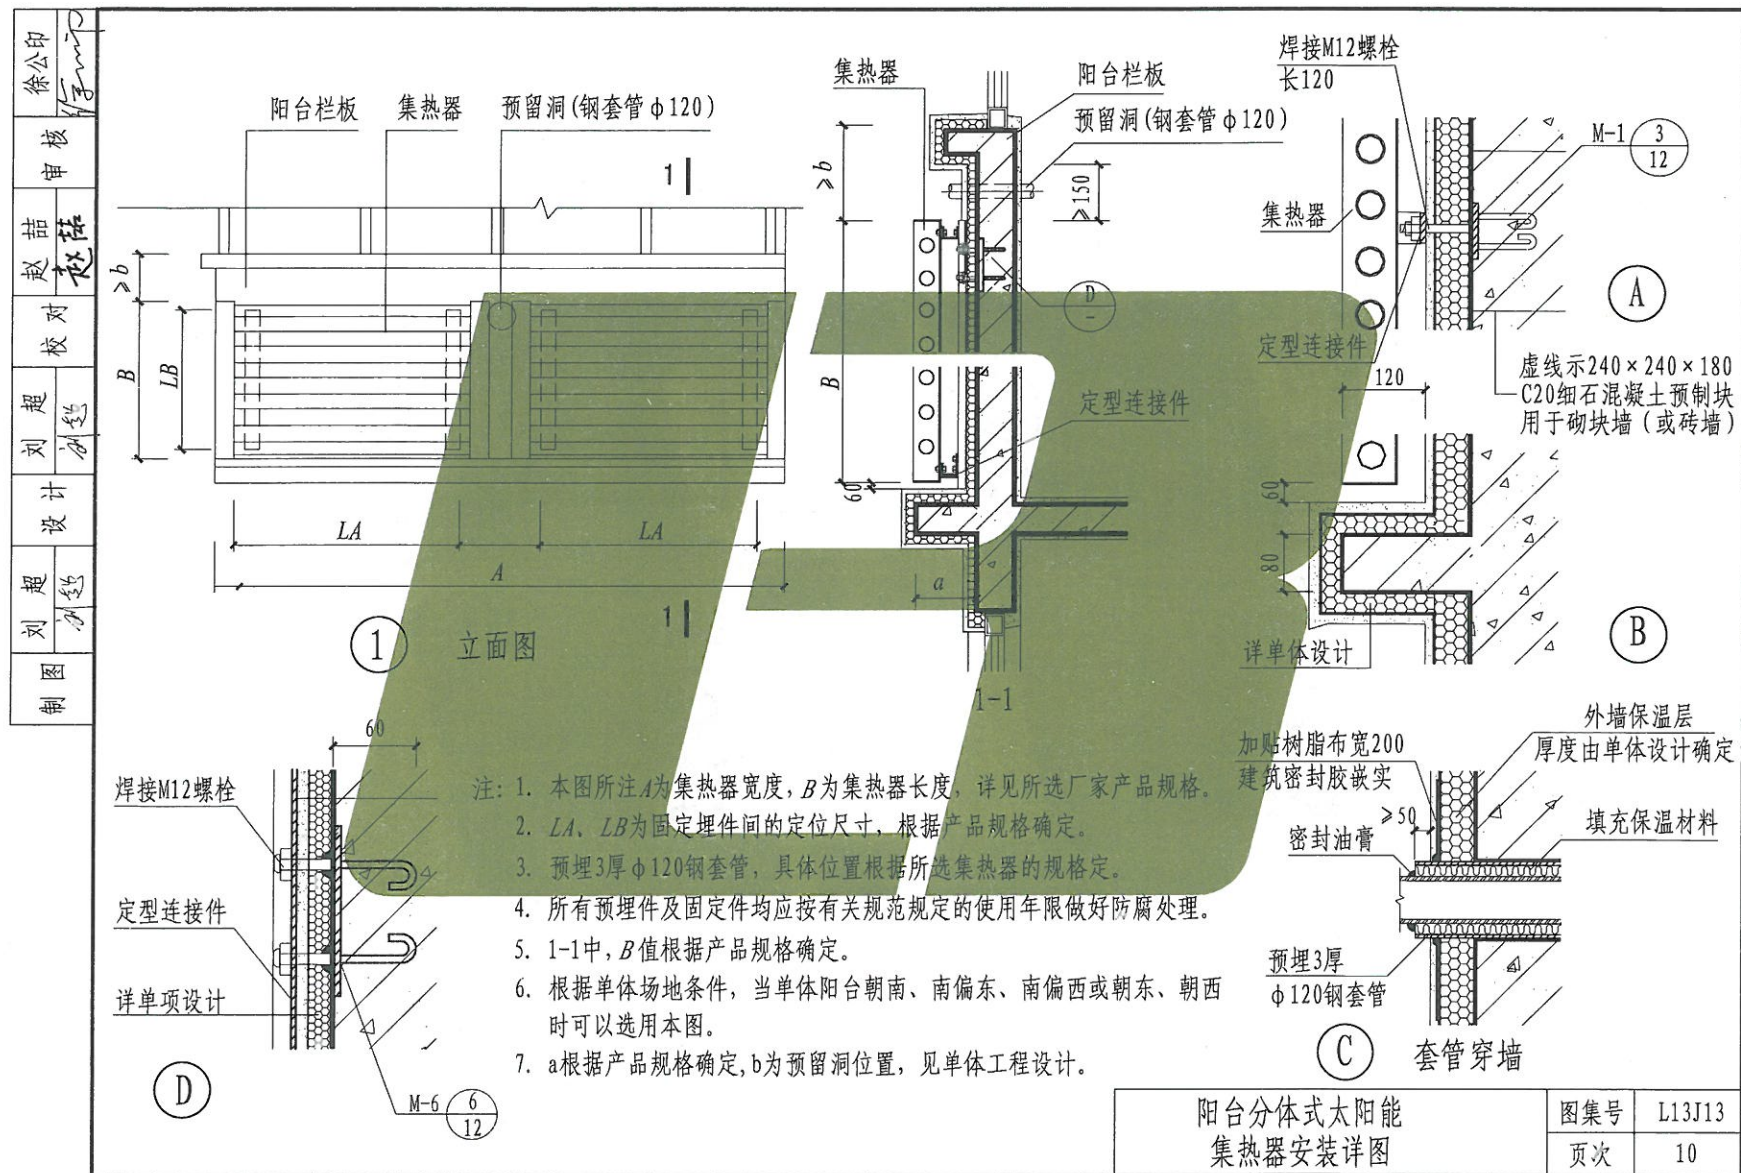 徐公印
审核
赵喆
赵喆
校对
刘超
刘超
设计
刘超
刘超
制图
阳台栏板
集热器
预留洞(钢套管φ120)
1
≥b
B
LB
LA
LA
A
1
1
立面图
集热器
阳台栏板
预留洞(钢套管φ120)
≥b
≥150
B
D
-
定型连接件
60
a
1-1
焊接M12螺栓
长120
M-1
3
12
集热器
A
定型连接件
120
虚线示240×240×180
C20细石混凝土预制块
用于砌块墙（或砖墙）
60
80
B
详单体设计
60
焊接M12螺栓
定型连接件
详单项设计
D
M-6
6
12
注: 1. 本图所注A为集热器宽度, B为集热器长度, 详见所选厂家产品规格。
2. LA、LB为固定埋件间的定位尺寸, 根据产品规格确定。
3. 预埋3厚φ120钢套管, 具体位置根据所选集热器的规格定。
4. 所有预埋件及固定件均应按有关规范规定的使用年限做好防腐处理。
5. 1-1中, B值根据产品规格确定。
6. 根据单体场地条件, 当单体阳台朝南、南偏东、南偏西或朝东、朝西
时可以选用本图。
7. a根据产品规格确定, b为预留洞位置, 见单体工程设计。
外墙保温层
厚度由单体设计确定
加贴树脂布宽200
建筑密封胶嵌实
≥50
密封油膏
填充保温材料
预埋3厚
φ120钢套管
C
套管穿墙
阳台分体式太阳能
集热器安装详图
图集号
L13J13
页次
10